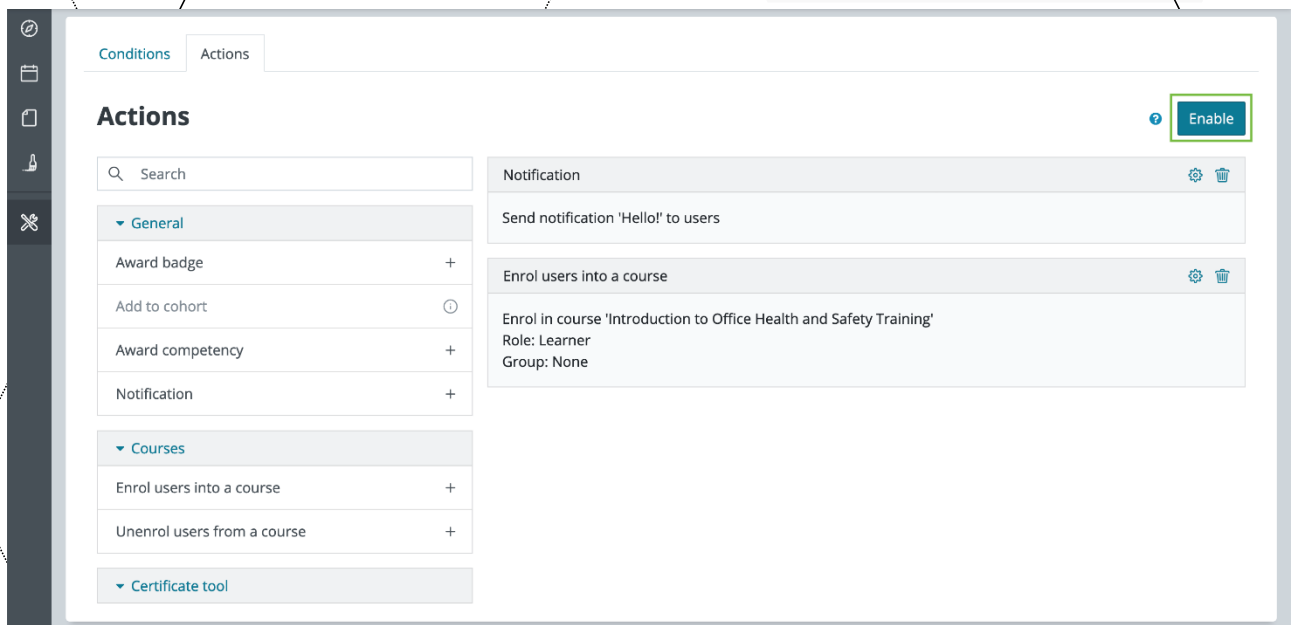 Conditions
Actions
Actions
Enable
Search
General
Award badge
Add to cohort
Award competency
Notification
Courses
Enrol users into a course
Unenrol users from a course
Certificate tool
Notification
Send notification 'Hello!' to users
Enrol users into a course
Enrol in course 'Introduction to Office Health and Safety Training'
Role: Learner
Group: None